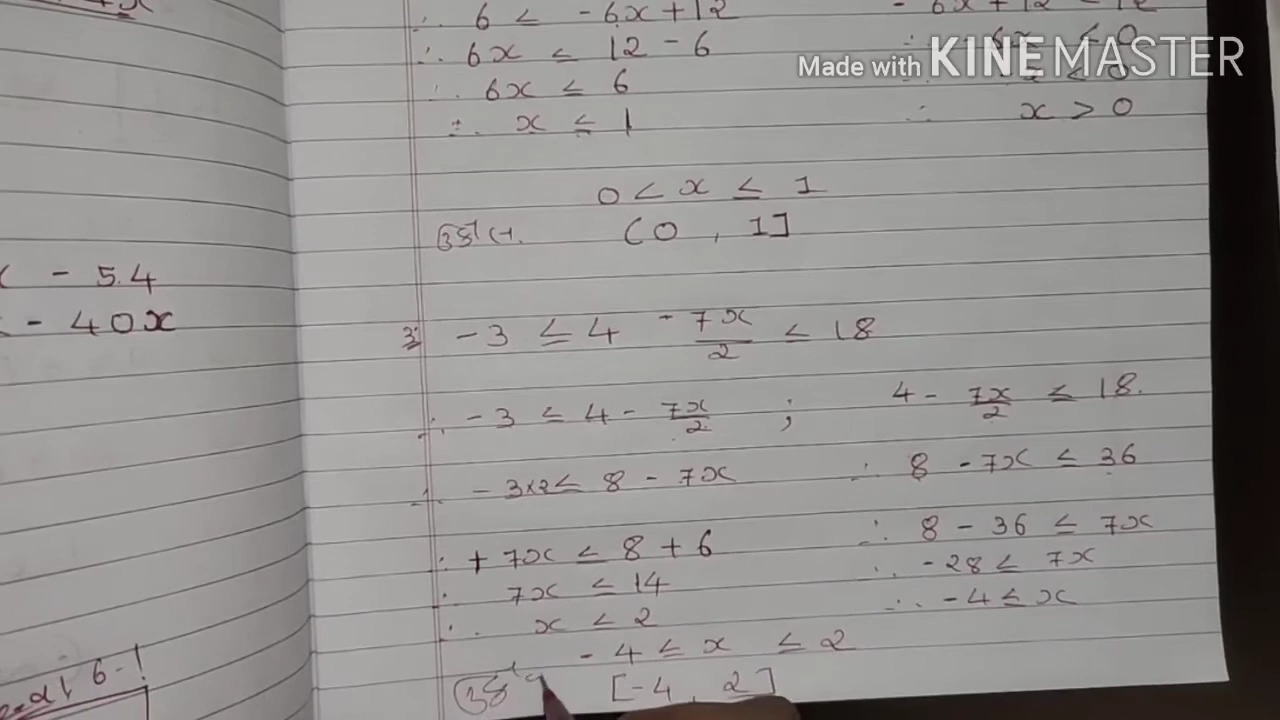 ∴ 6 ≤ -6x+12
∴ 6x ≤ 12 - 6
∴ 6x ≤ 6
∴ x ≤ 1
∴ x > 0
Made with KINEMASTER
0 < x ≤ 1
ઉકેલ. (0, 1]
- 5.4
- 40x
3. -3 ≤ 4 - 7x/2 ≤ 18
∴ -3 ≤ 4 - 7x/2 ; 4 - 7x/2 ≤ 18.
∴ -3×2 ≤ 8 - 7x ∴ 8 - 7x ≤ 36
∴ + 7x ≤ 8 + 6 ∴ 8 - 36 ≤ 7x
∴ 7x ≤ 14 ∴ -28 ≤ 7x
∴ x ≤ 2 ∴ -4 ≤ x
-4 ≤ x ≤ 2
[-4, 2]